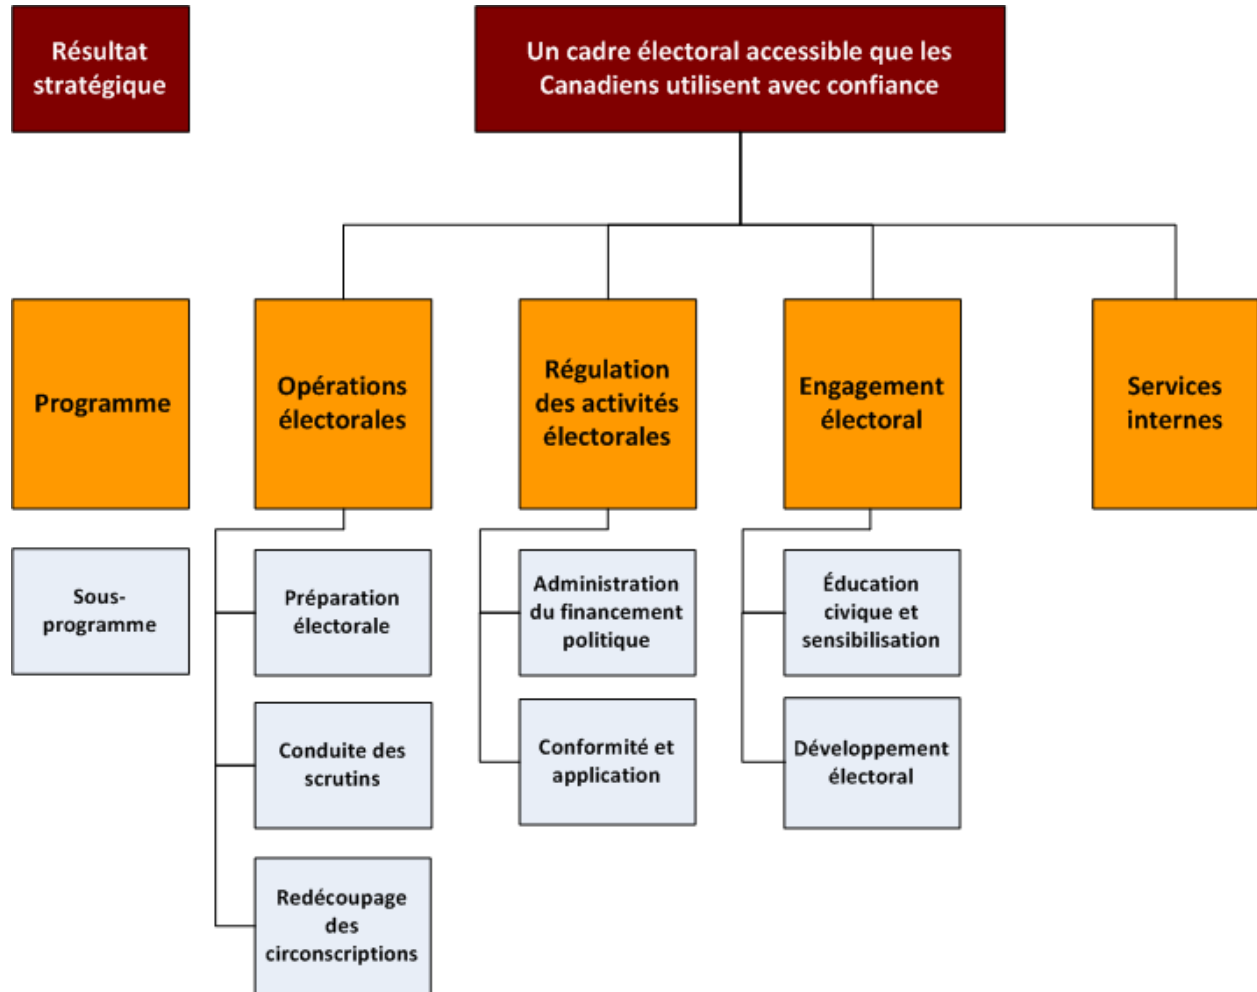 Résultat
stratégique
Un cadre électoral accessible que les
Canadiens utilisent avec confiance
Programme
Opérations
électorales
Régulation
des activités
électorales
Engagement
électoral
Services
internes
Sous-
programme
Préparation
électorale
Administration
du financement
politique
Éducation
civique et
sensibilisation
Conduite des
scrutins
Conformité et
application
Développement
électoral
Redécoupage
des
circonscriptions